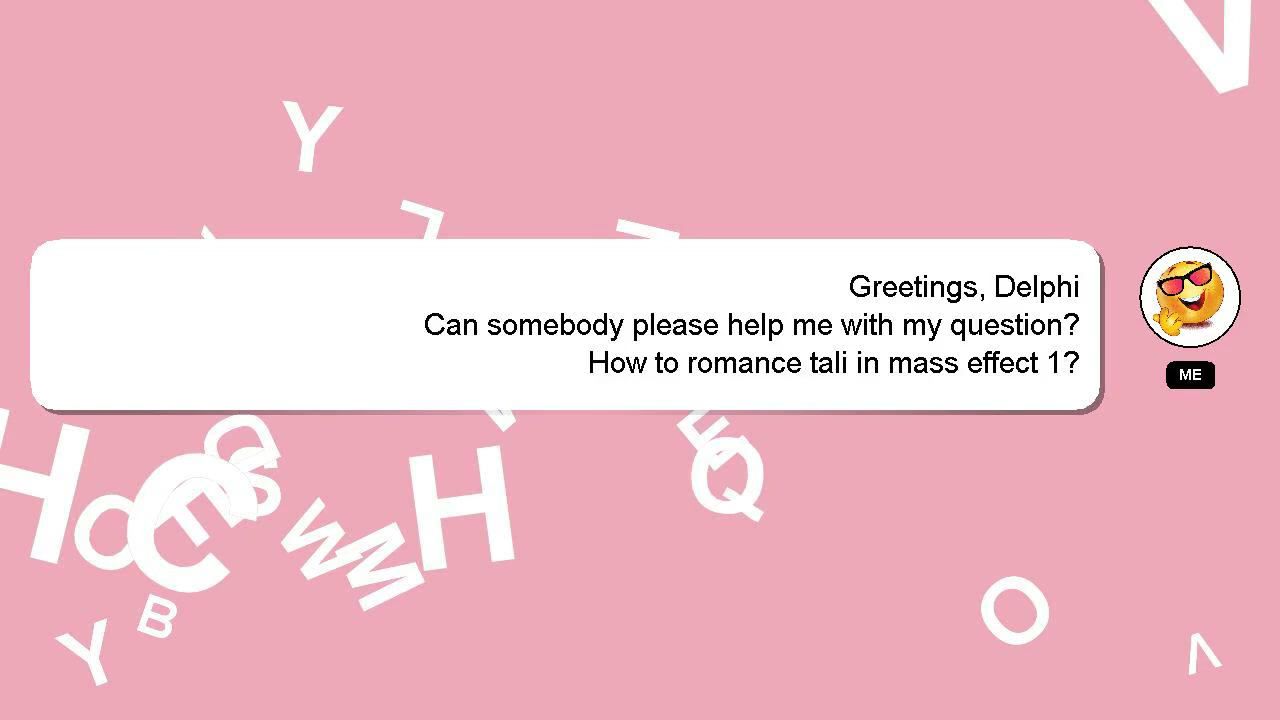 Greetings, Delphi
Can somebody please help me with my question?
How to romance tali in mass effect 1?
ME
V
Y
L
L
H
O
C
E
D
S
W
M
H
E
Q
Y
B
O
V